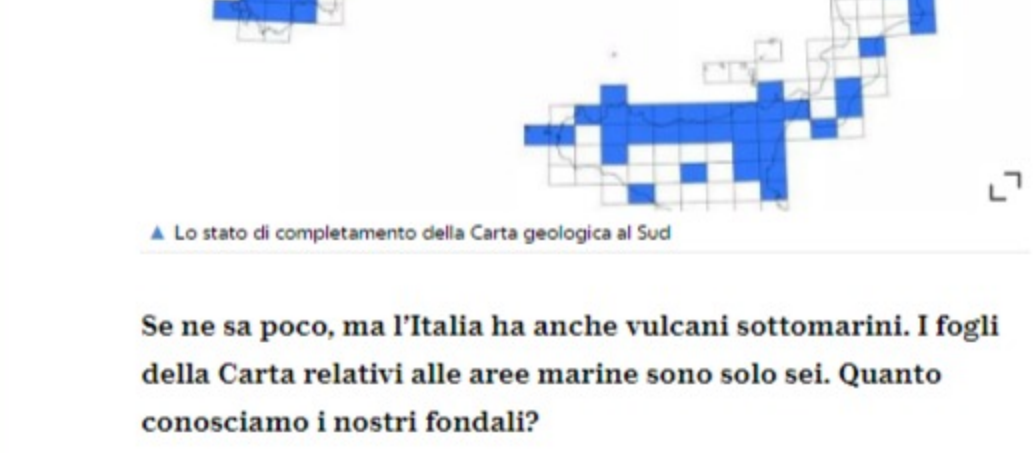 ▲ Lo stato di completamento della Carta geologica al Sud
Se ne sa poco, ma l'Italia ha anche vulcani sottomarini. I fogli
della Carta relativi alle aree marine sono solo sei. Quanto
conosciamo i nostri fondali?